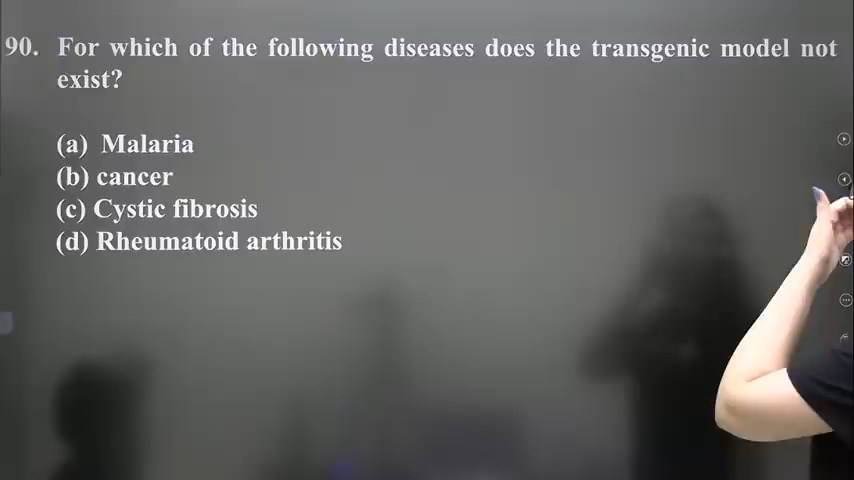 90. For which of the following diseases does the transgenic model not
exist?
(a) Malaria
(b) cancer
(c) Cystic fibrosis
(d) Rheumatoid arthritis